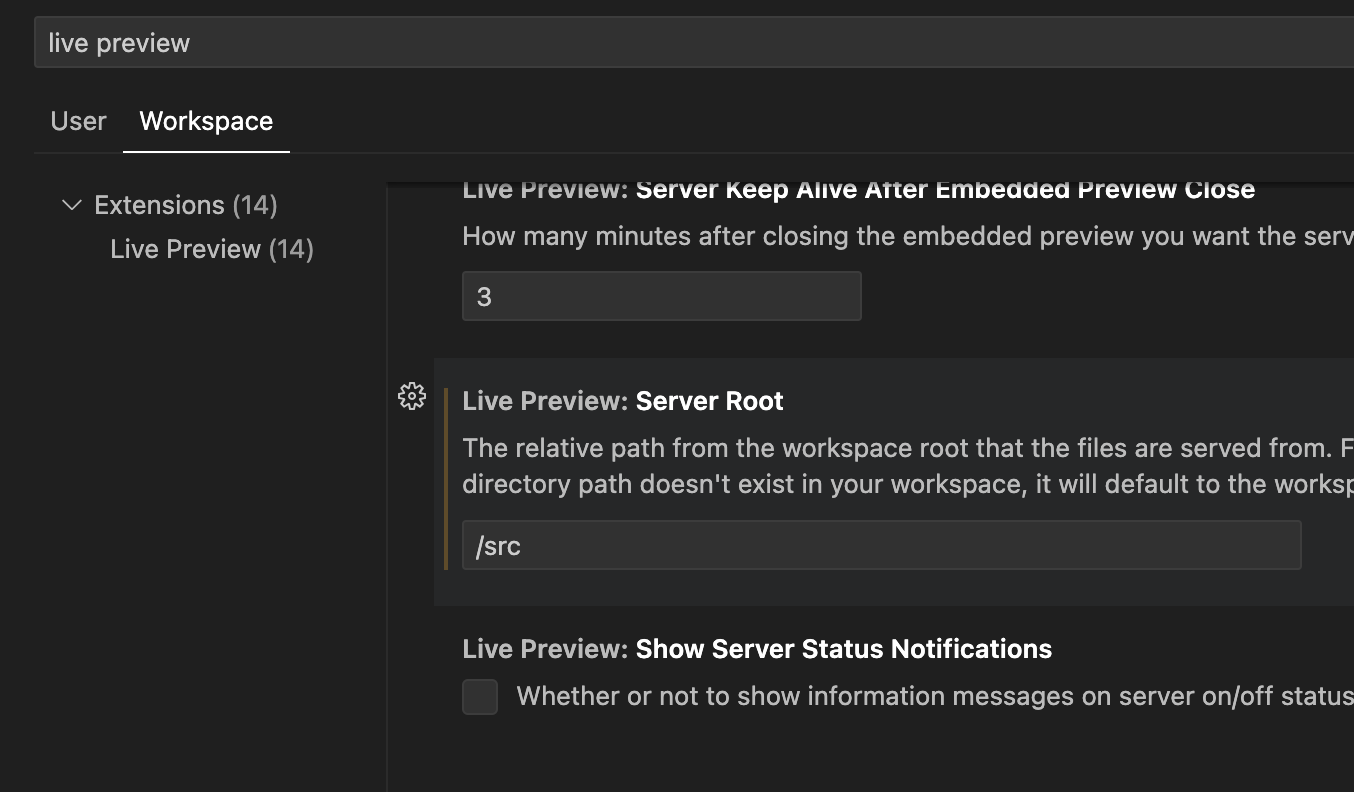 live preview
User Workspace
Extensions (14)
Live Preview (14)
Live Preview: Server Keep Alive After Embedded Preview Close
How many minutes after closing the embedded preview you want the serv
3
Live Preview: Server Root
The relative path from the workspace root that the files are served from. F
directory path doesn't exist in your workspace, it will default to the worksp
/src
Live Preview: Show Server Status Notifications
Whether or not to show information messages on server on/off status